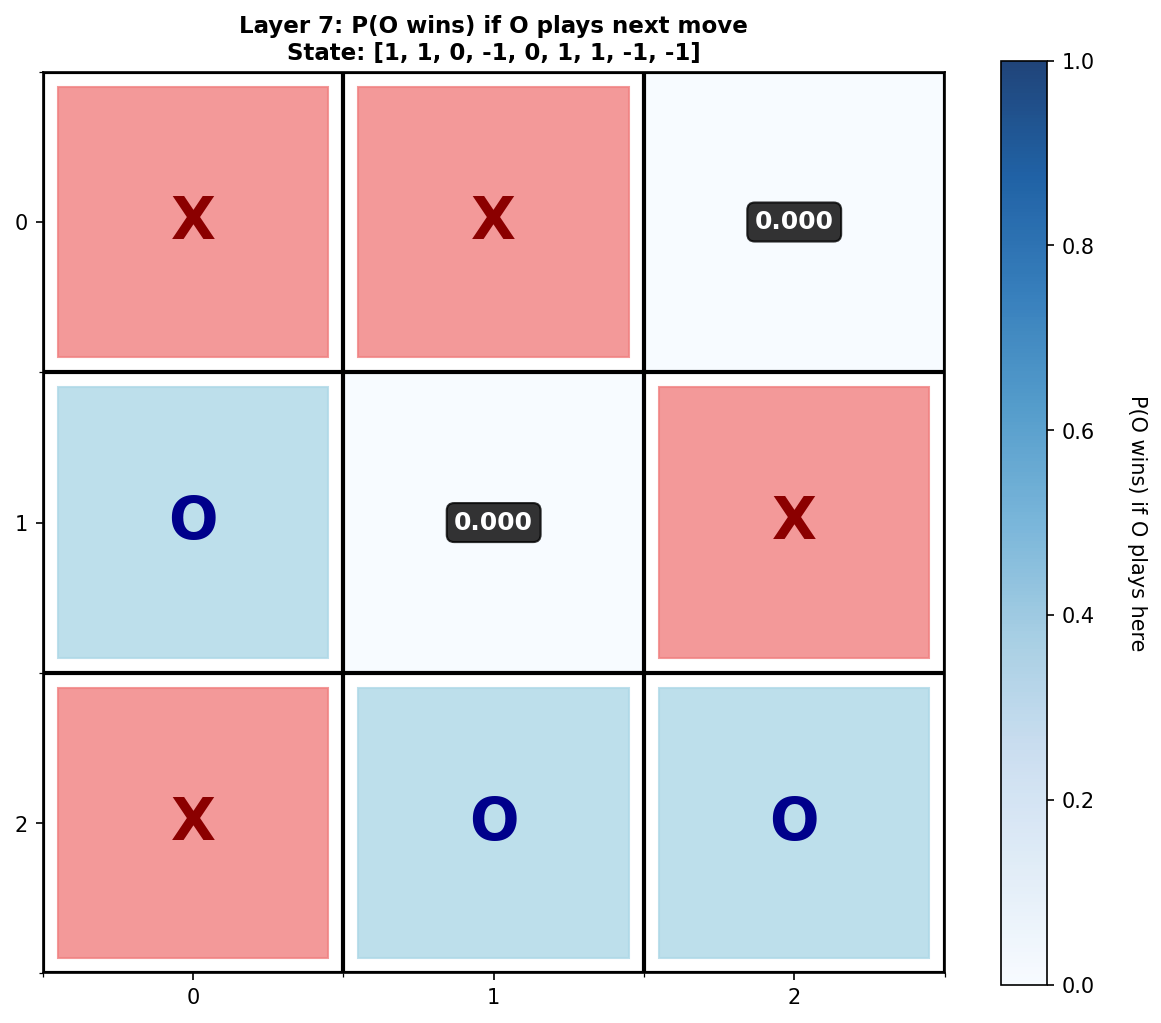 Layer 7: P(O wins) if O plays next move
State: [1, 1, 0, -1, 0, 1, 1, -1, -1]
0
X
X
0.000
1
O
0.000
X
2
X
O
O
0
1
2
1.0
0.8
0.6
0.4
0.2
0.0
P(O wins) if O plays here